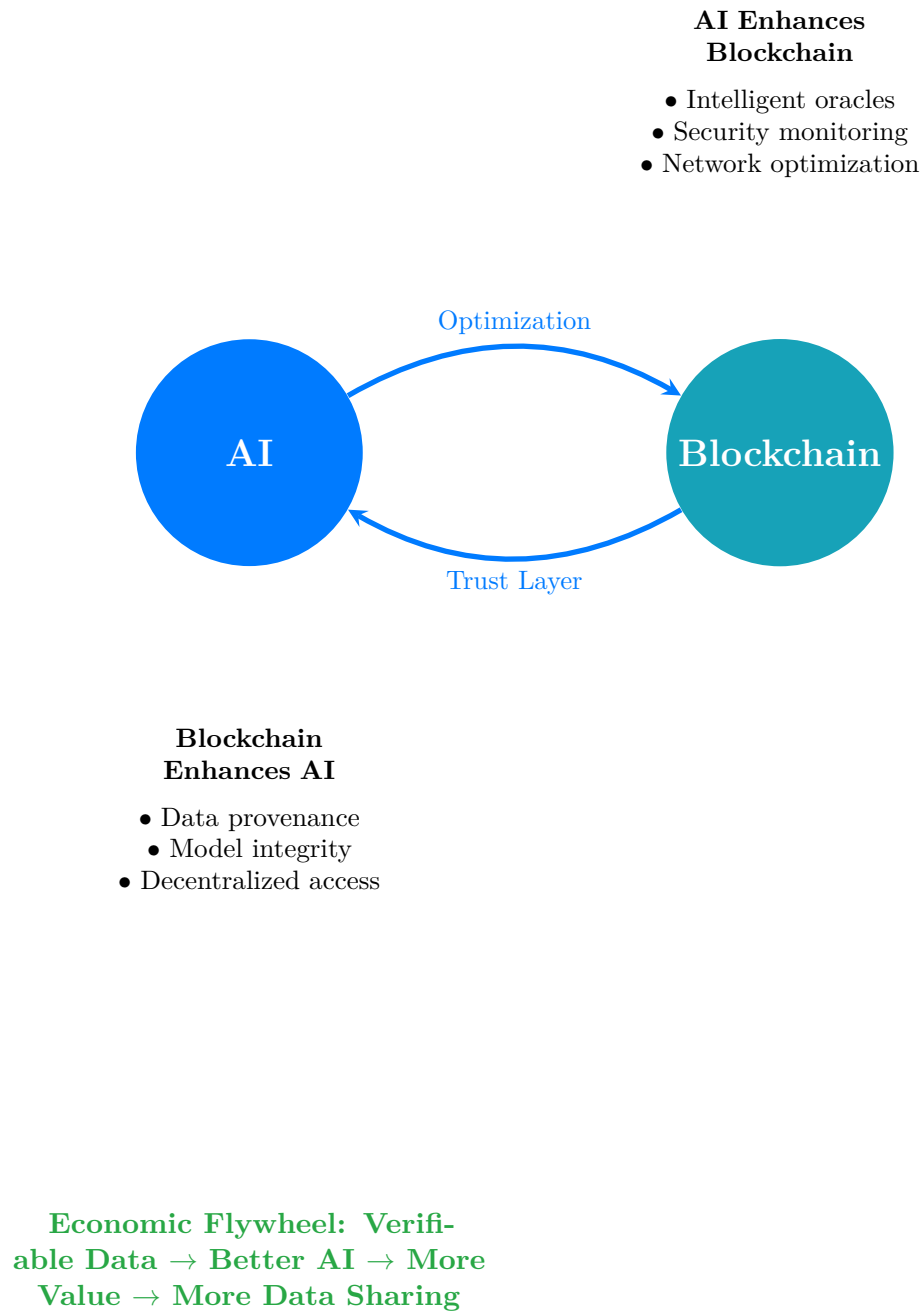 AI Enhances
Blockchain
• Intelligent oracles
• Security monitoring
• Network optimization
Optimization
AI
Blockchain
Trust Layer
Blockchain
Enhances AI
• Data provenance
• Model integrity
• Decentralized access
Economic Flywheel: Verifi-
able Data → Better AI → More
Value → More Data Sharing